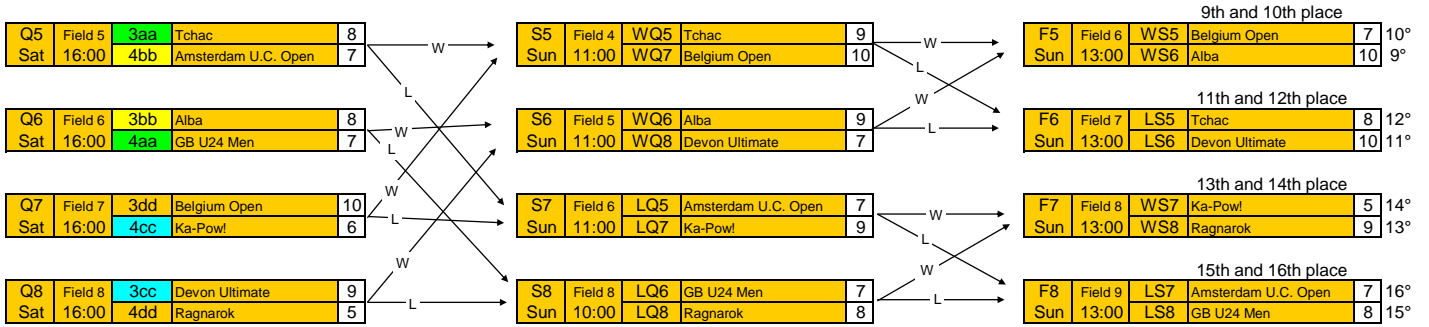 9th and 10th place
Q5 Field 5 3aa Tchac 8 W S5 Field 4 WQ5 Tchac 9 W F5 Field 6 WS5 Belgium Open 7 10°
Sat 16:00 4bb Amsterdam U.C. Open 7 Sun 11:00 WQ7 Belgium Open 10 Sun 13:00 WS6 Alba 10 9°
L
L
W
11th and 12th place
Q6 Field 6 3bb Alba 8 W S6 Field 5 WQ6 Alba 9 L F6 Field 7 LS5 Tchac 8 12°
Sat 16:00 4aa GB U24 Men 7 L Sun 11:00 WQ8 Devon Ultimate 7 Sun 13:00 LS6 Devon Ultimate 10 11°
W
13th and 14th place
Q7 Field 7 3dd Belgium Open 10 S7 Field 6 LQ5 Amsterdam U.C. Open 7 W F7 Field 8 WS7 Ka-Pow! 5 14°
Sat 16:00 4cc Ka-Pow! 6 L Sun 11:00 LQ7 Ka-Pow! 9 Sun 13:00 WS8 Ragnarok 9 13°
L
W
W
15th and 16th place
Q8 Field 8 3cc Devon Ultimate 9 S8 Field 8 LQ6 GB U24 Men 7 F8 Field 9 LS7 Amsterdam U.C. Open 7 16°
L L
Sat 16:00 4dd Ragnarok 5 Sun 10:00 LQ8 Ragnarok 8 Sun 13:00 LS8 GB U24 Men 8 15°